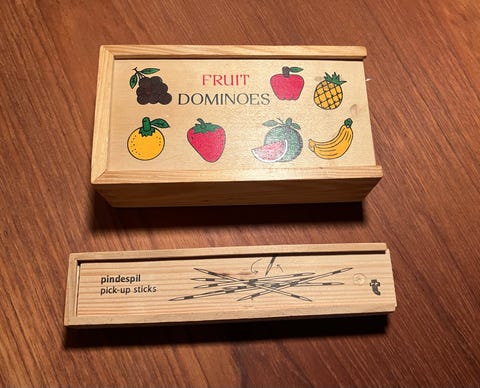 FRUIT
DOMINOES
pindespil
pick-up sticks